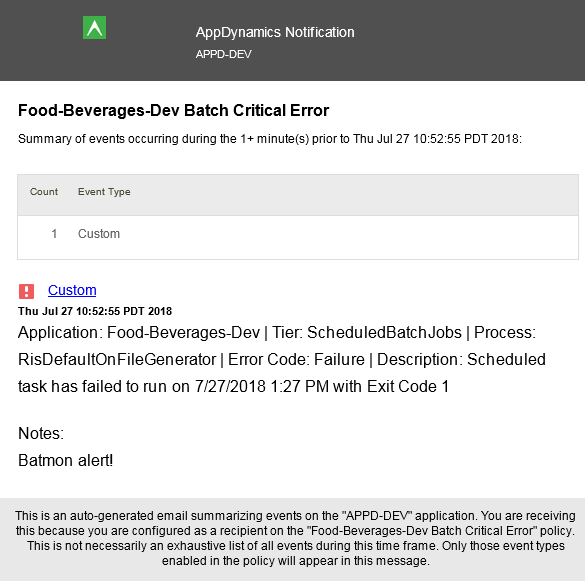 AppDynamics Notification
APPD-DEV
Food-Beverages-Dev Batch Critical Error
Summary of events occurring during the 1+ minute(s) prior to Thu Jul 27 10:52:55 PDT 2018:
Count Event Type
1 Custom
Custom
Thu Jul 27 10:52:55 PDT 2018
Application: Food-Beverages-Dev | Tier: ScheduledBatchJobs | Process:
RisDefaultOnFileGenerator | Error Code: Failure | Description: Scheduled
task has failed to run on 7/27/2018 1:27 PM with Exit Code 1
Notes:
Batmon alert!
This is an auto-generated email summarizing events on the "APPD-DEV" application. You are receiving
this because you are configured as a recipient on the "Food-Beverages-Dev Batch Critical Error" policy.
This is not necessarily an exhaustive list of all events during this time frame. Only those event types
enabled in the policy will appear in this message.